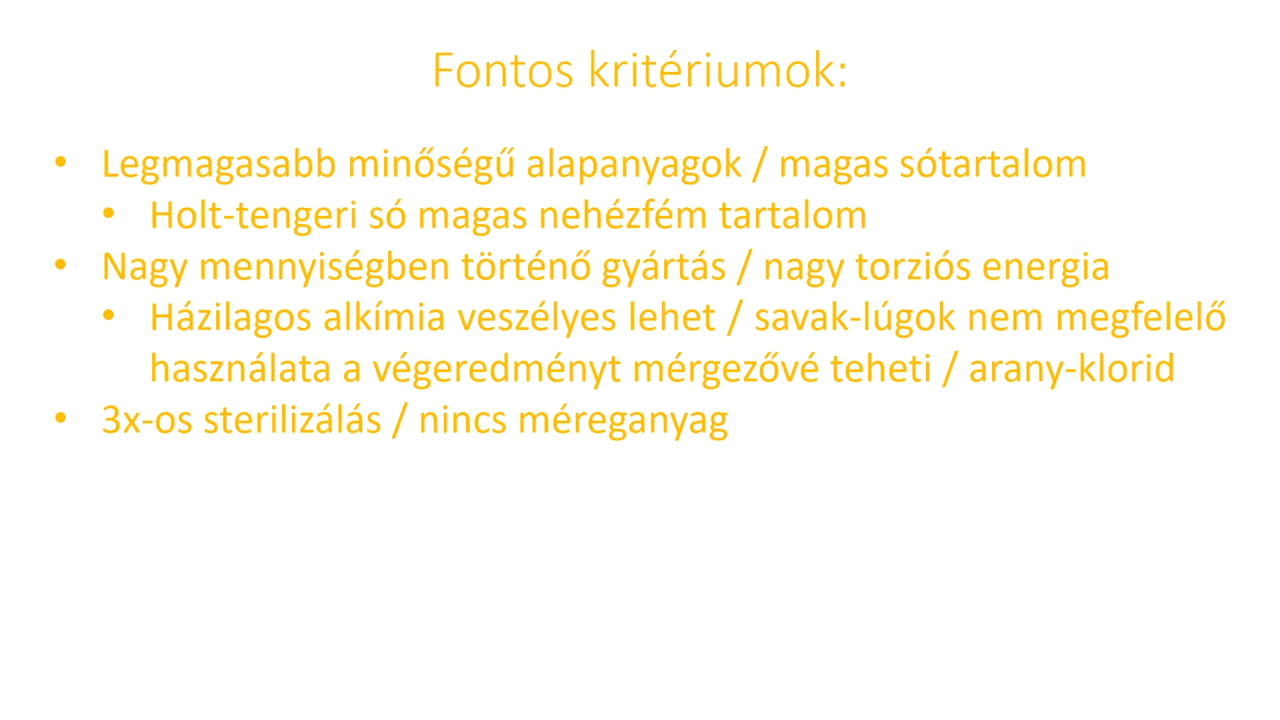 Fontos kritériumok:
• Legmagasabb minőségű alapanyagok / magas sótartalom
• Holt-tengeri só magas nehézfém tartalom
• Nagy mennyiségben történő gyártás / nagy torziós energia
• Házilagos alkímia veszélyes lehet / savak-lúgok nem megfelelő
használata a végeredményt mérgezővé teheti / arany-klorid
• 3x-os sterilizálás / nincs méreganyag